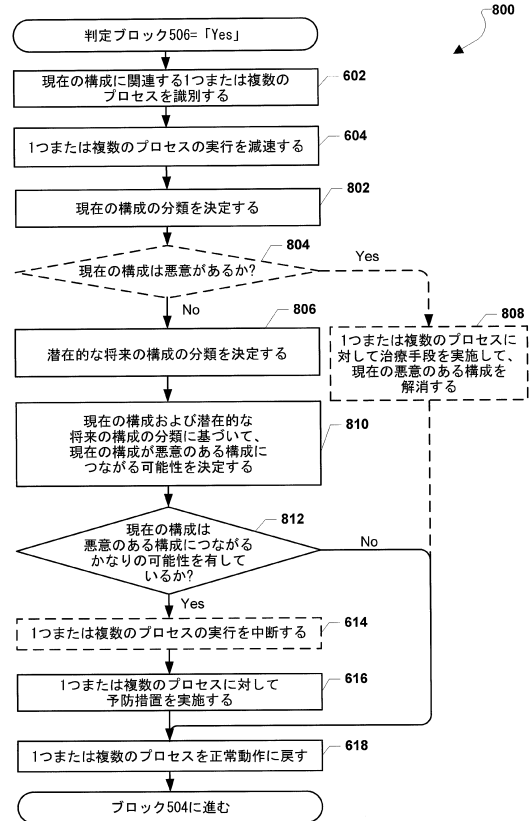 800
判定ブロック506=「Yes」
現在の構成に関連する1つまたは複数の
プロセスを識別する
602
1つまたは複数のプロセスの実行を減速する
604
現在の構成の分類を決定する
802
現在の構成は悪意があるか?
804
Yes
No
潜在的な将来の構成の分類を決定する
806
1つまたは複数のプロセスに
対して治療手段を実施して、
現在の悪意のある構成を
解消する
808
現在の構成および潜在的な
将来の構成の分類に基づいて、
現在の構成が悪意のある構成に
つながる可能性を決定する
810
現在の構成は
悪意のある構成につながる
かなりの可能性を有して
いるか?
812
No
Yes
1つまたは複数のプロセスの実行を中断する
614
1つまたは複数のプロセスに対して
予防措置を実施する
616
1つまたは複数のプロセスを正常動作に戻す
618
ブロック504に進む